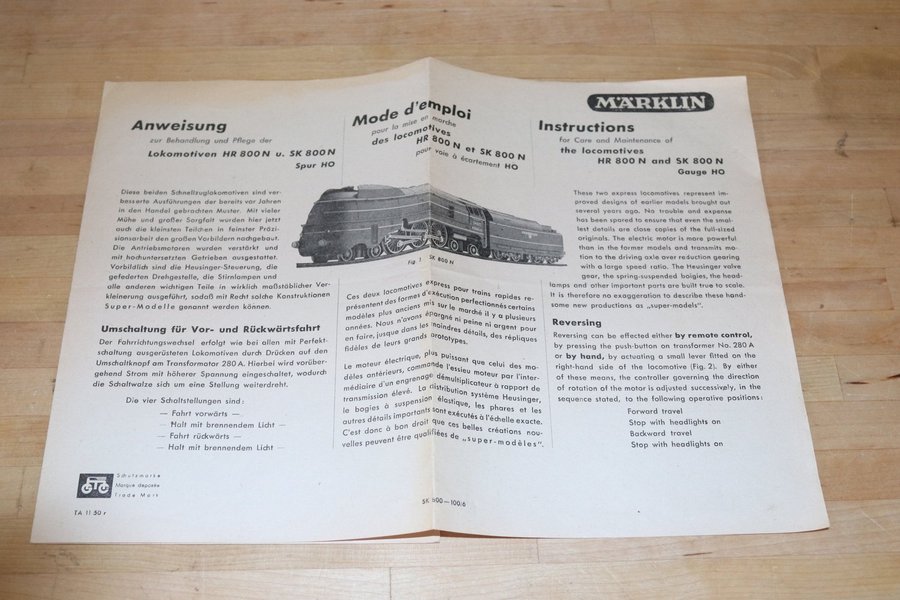 Anweisung
zur Behandlung und Pflege der
Lokomotiven HR 800 N u. SK 800 N
Spur HO
Diese beiden Schnellzuglokomotiven sind ver-
besserte Ausführungen der bereits vor Jahren
in den Handel gebrachten Muster. Mit vieler
Mühe und großer Sorgfalt wurden hier jetzt
auch die kleinsten Teilchen in feinster Präzi-
sionsarbeit den großen Vorbildern nachgebaut.
Die Antriebsmotoren wurden verstärkt und
mit hochuntersetzten Getrieben ausgestattet.
Vorbildlich sind die Heusinger-Steuerung, die
gefederten Drehgestelle, die Stirnlampen und
alle anderen wichtigen Teile in wirklich maßstäblicher Ver-
kleinerung ausgeführt, sodaß mit Recht solche Konstruktionen
Super-Modelle genannt werden können.
Umschaltung für Vor- und Rückwärtsfahrt
Der Fahrrichtungswechsel erfolgt wie bei allen mit Perfekt-
schaltung ausgerüsteten Lokomotiven durch Drücken auf den
Umschaltknopf am Transformator 280 A. Hierbei wird vorüber-
gehend Strom mit höherer Spannung eingeschaltet, wodurch
die Schaltwalze sich um eine Stellung weiterdreht.
Die vier Schaltstellungen sind:
— Fahrt vorwärts —
— Halt mit brennendem Licht —
— Fahrt rückwärts —
— Halt mit brennendem Licht —
Schutzmarke
Marque deposée
Trade Mark
TA 11 50 r
Mode d'emploi
pour la mise en marche
des locomotives
HR 800 N et SK 800 N
pour voie à écartement HO
Fig. 1. SK 800 N
Ces deux locomotives express pour trains rapides re-
présentent des formes d'exécution perfectionnés certains
modèles plus anciens mis sur le marché il y a plusieurs
années. Nous n'avons épargné ni peine ni argent pour
en faire, jusque dans les moindres détails, des répliques
fidèles de leurs grands prototypes.
Le moteur électrique, plus puissant que celui des mo-
dèles antérieurs, commande l'essieu moteur par l'inter-
médiaire d'un engrenage démultiplicateur à rapport de
transmission élevé. La distribution système Heusinger,
le bogies à suspension élastique, les phares et les
autres détails importants sont exécutés à l'échelle exacte.
C'est donc à bon droit que ces belles créations nou-
velles peuvent être qualifiées de „super-modèles".
SK 800—100/6
MÄRKLIN
Instructions
for Care and Maintenance of
the locomotives
HR 800 N and SK 800 N
Gauge HO
These two express locomotives represent im-
proved designs of earlier models brought out
several years ago. No trouble and expense
has been spared to ensure that even the smal-
lest details are close copies of the full-sized
originals. The electric motor is more powerful
than in the former models and transmits mo-
tion to the driving axle over reduction gearing
with a large speed ratio. The Heusinger valve
gear, the spring-suspended boigies, the head-
lamps and other important parts are built true to scale.
It is therefore no exaggeration to describe these hand-
some new productions as „super-models".
Reversing
Reversing can be effected either by remote control,
by pressing the push-button on transformer No. 280 A
or by hand, by actuating a small lever fitted on the
right-hand side of the locomotive (Fig. 2). By either
of these means, the controller governing the direction
of rotation of the motor is adjusted successively, in the
sequence stated, to the following operative positions:
Forward travel
Stop with headlights on
Backward travel
Stop with headlights on